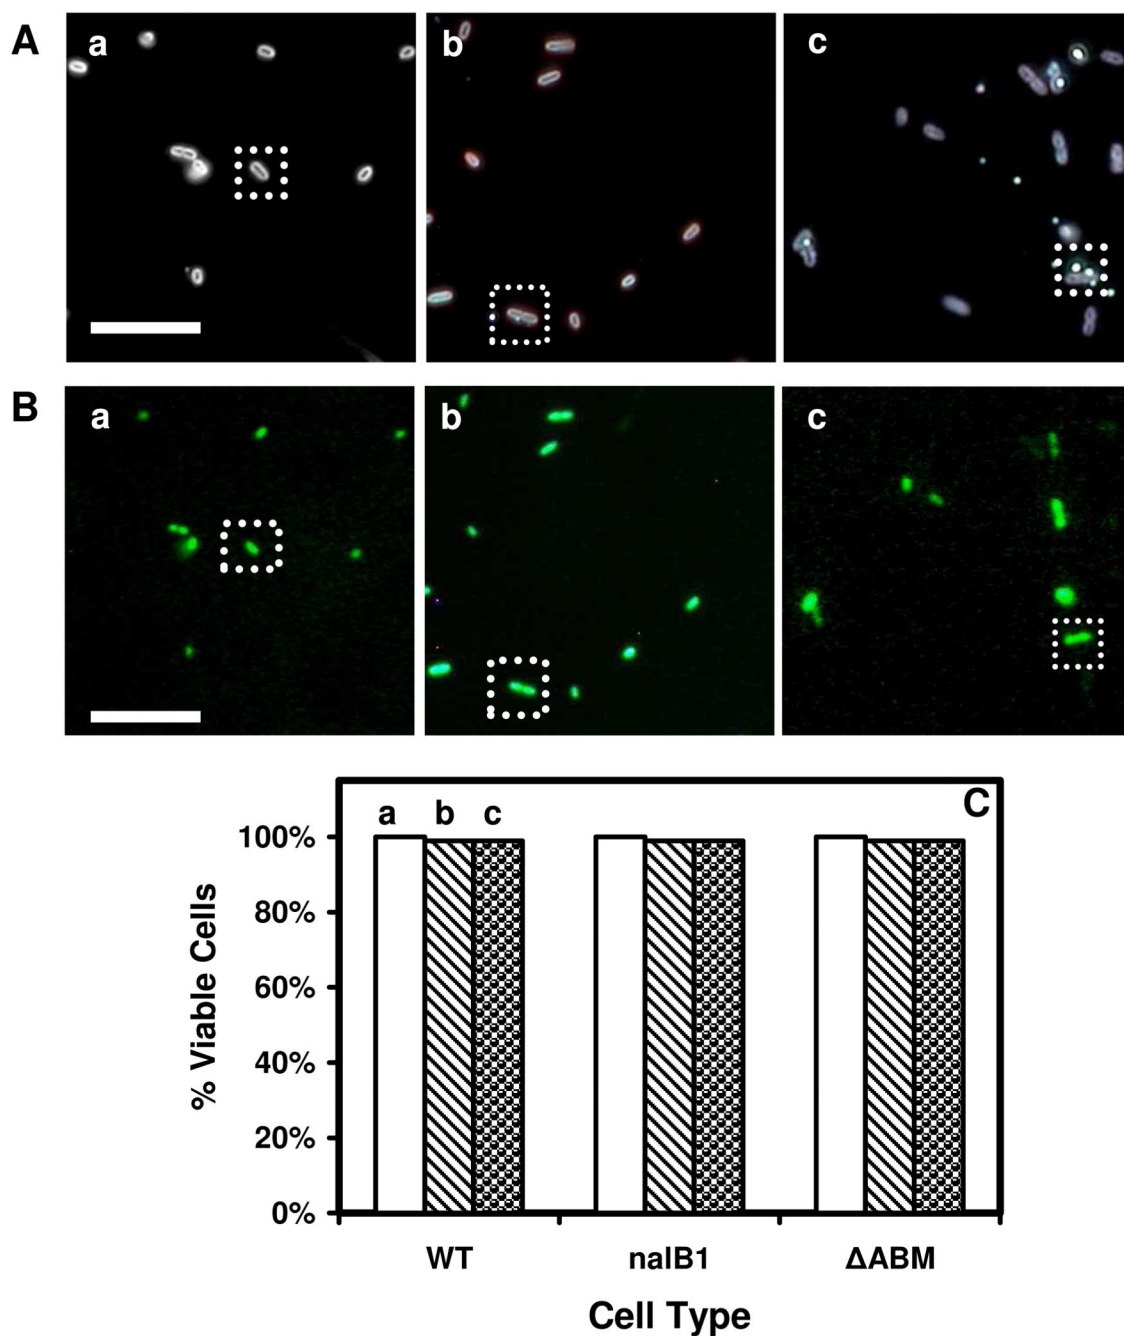 A
a
b
c
B
a
b
c
C
a b c
100%
80%
60%
40%
20%
0%
% Viable Cells
WT nalB1 ΔABM
Cell Type